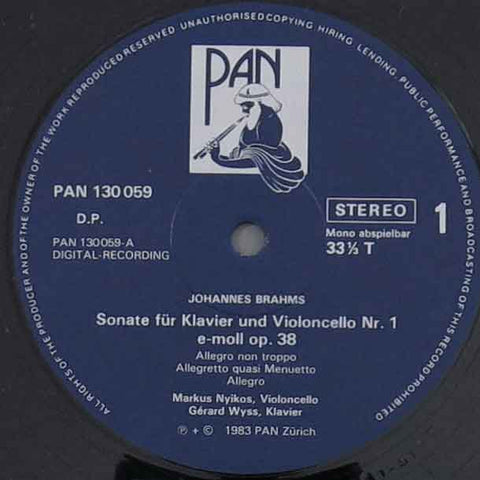 ALL RIGHTS OF THE PRODUCER AND OF THE OWNER OF THE WORK REPRODUCED RESERVED UNAUTHORISED COPYING HIRING, LENDING, PUBLIC PERFORMANCE AND BROADCASTING OF THIS RECORD PROHIBITED
PAN
PAN 130 059
D.P.
PAN 130 059-A
DIGITAL-RECORDING
STEREO
1
Mono abspielbar
33⅓ T
JOHANNES BRAHMS
Sonate für Klavier und Violoncello Nr. 1
e-moll op. 38
Allegro non troppo
Allegretto quasi Menuetto
Allegro
Markus Nyikos, Violoncello
Gérard Wyss, Klavier
℗ + © 1983 PAN Zürich